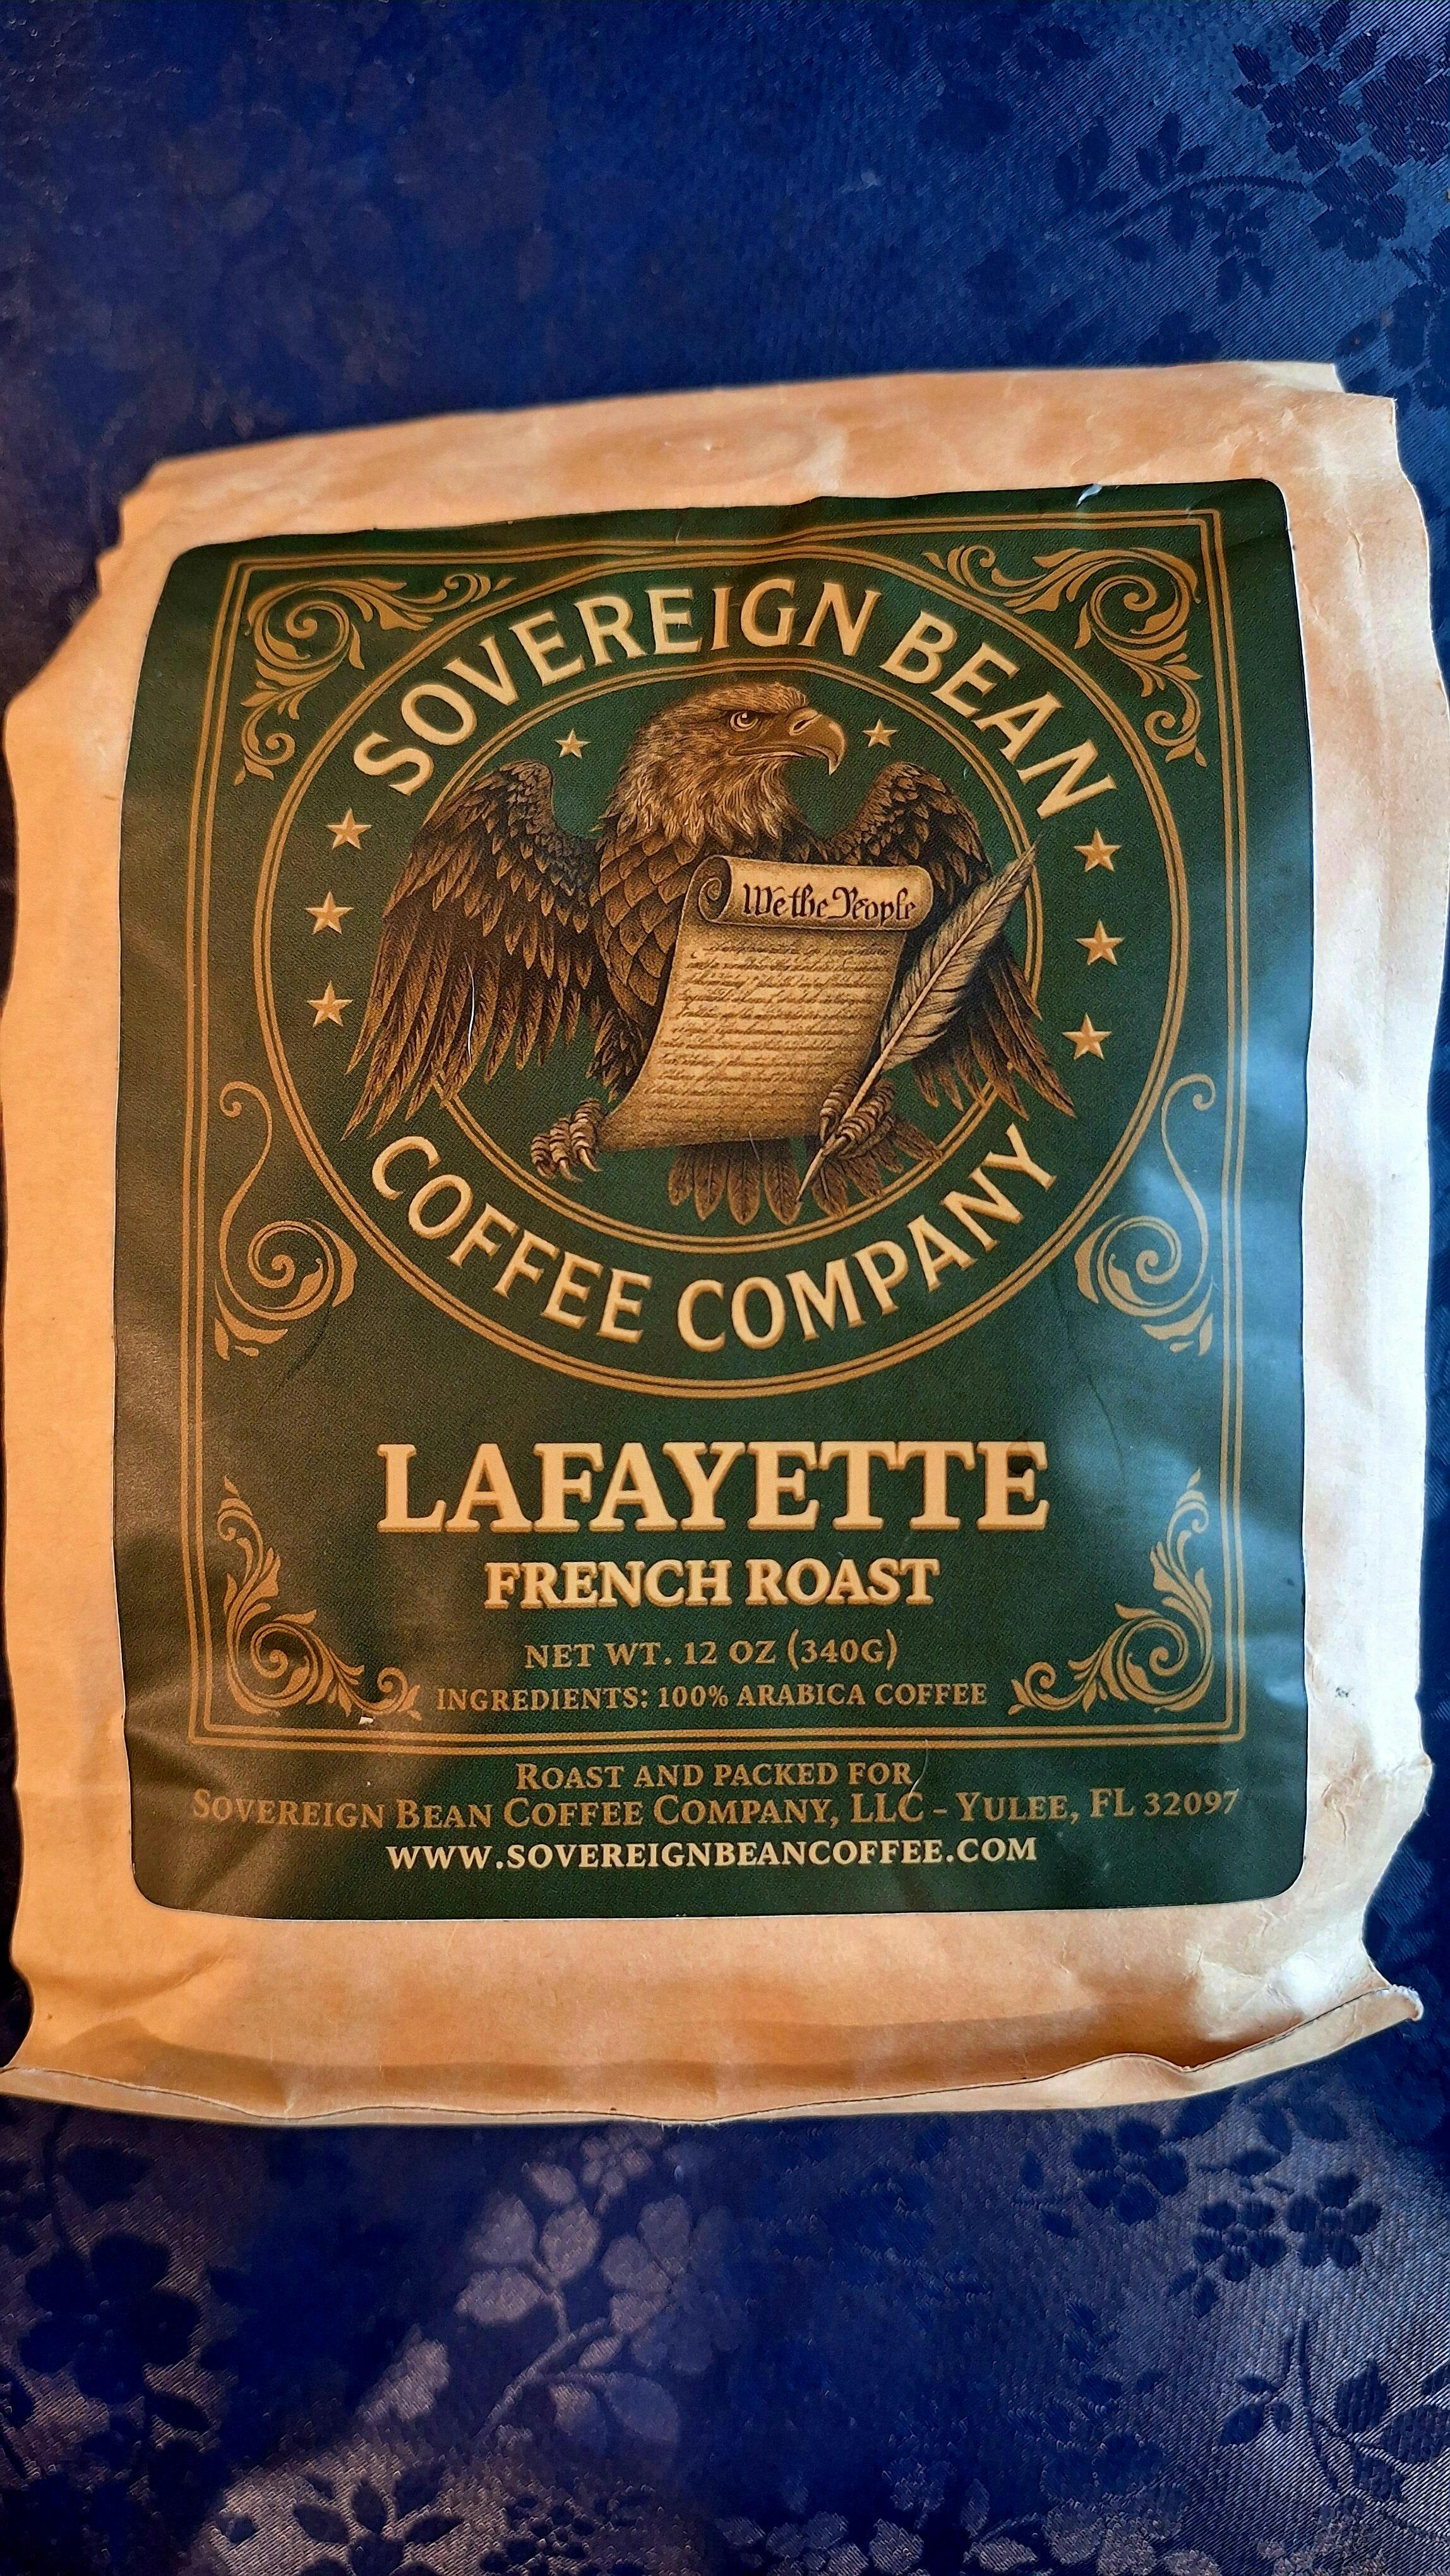 SOVEREIGN BEAN
We the People
COFFEE COMPANY
LAFAYETTE
FRENCH ROAST
NET WT. 12 OZ (340G)
INGREDIENTS: 100% ARABICA COFFEE
ROAST AND PACKED FOR
SOVEREIGN BEAN COFFEE COMPANY, LLC - YULEE, FL 32097
WWW.SOVEREIGNBEANCOFFEE.COM